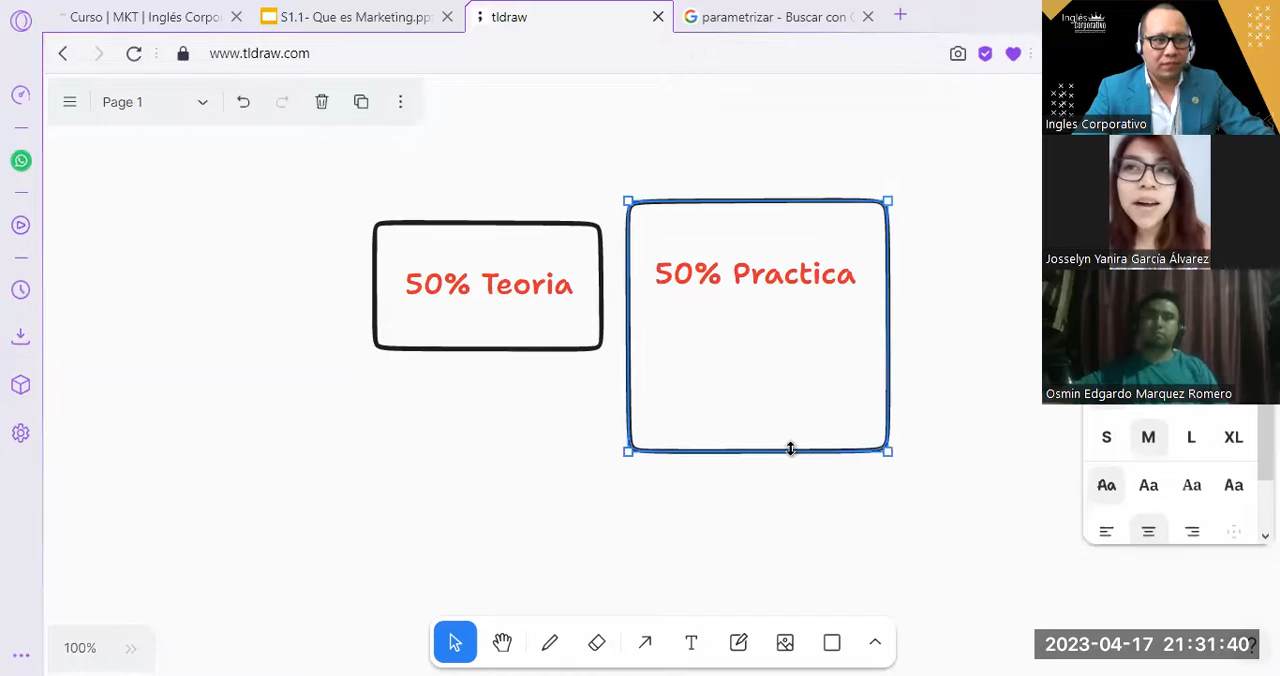 Curso | MKT | Inglés Corpo
S1.1- Que es Marketing.pp
tldraw
parametrizar - Buscar con
www.tldraw.com
Page 1
50% Teoria
50% Practica
Inglés
corporativo
Ingles Corporativo
Josselyn Yanira García Álvarez
Osmin Edgardo Marquez Romero
S M L XL
Aa Aa Aa Aa
100%
T
2023-04-17 21:31:40
?